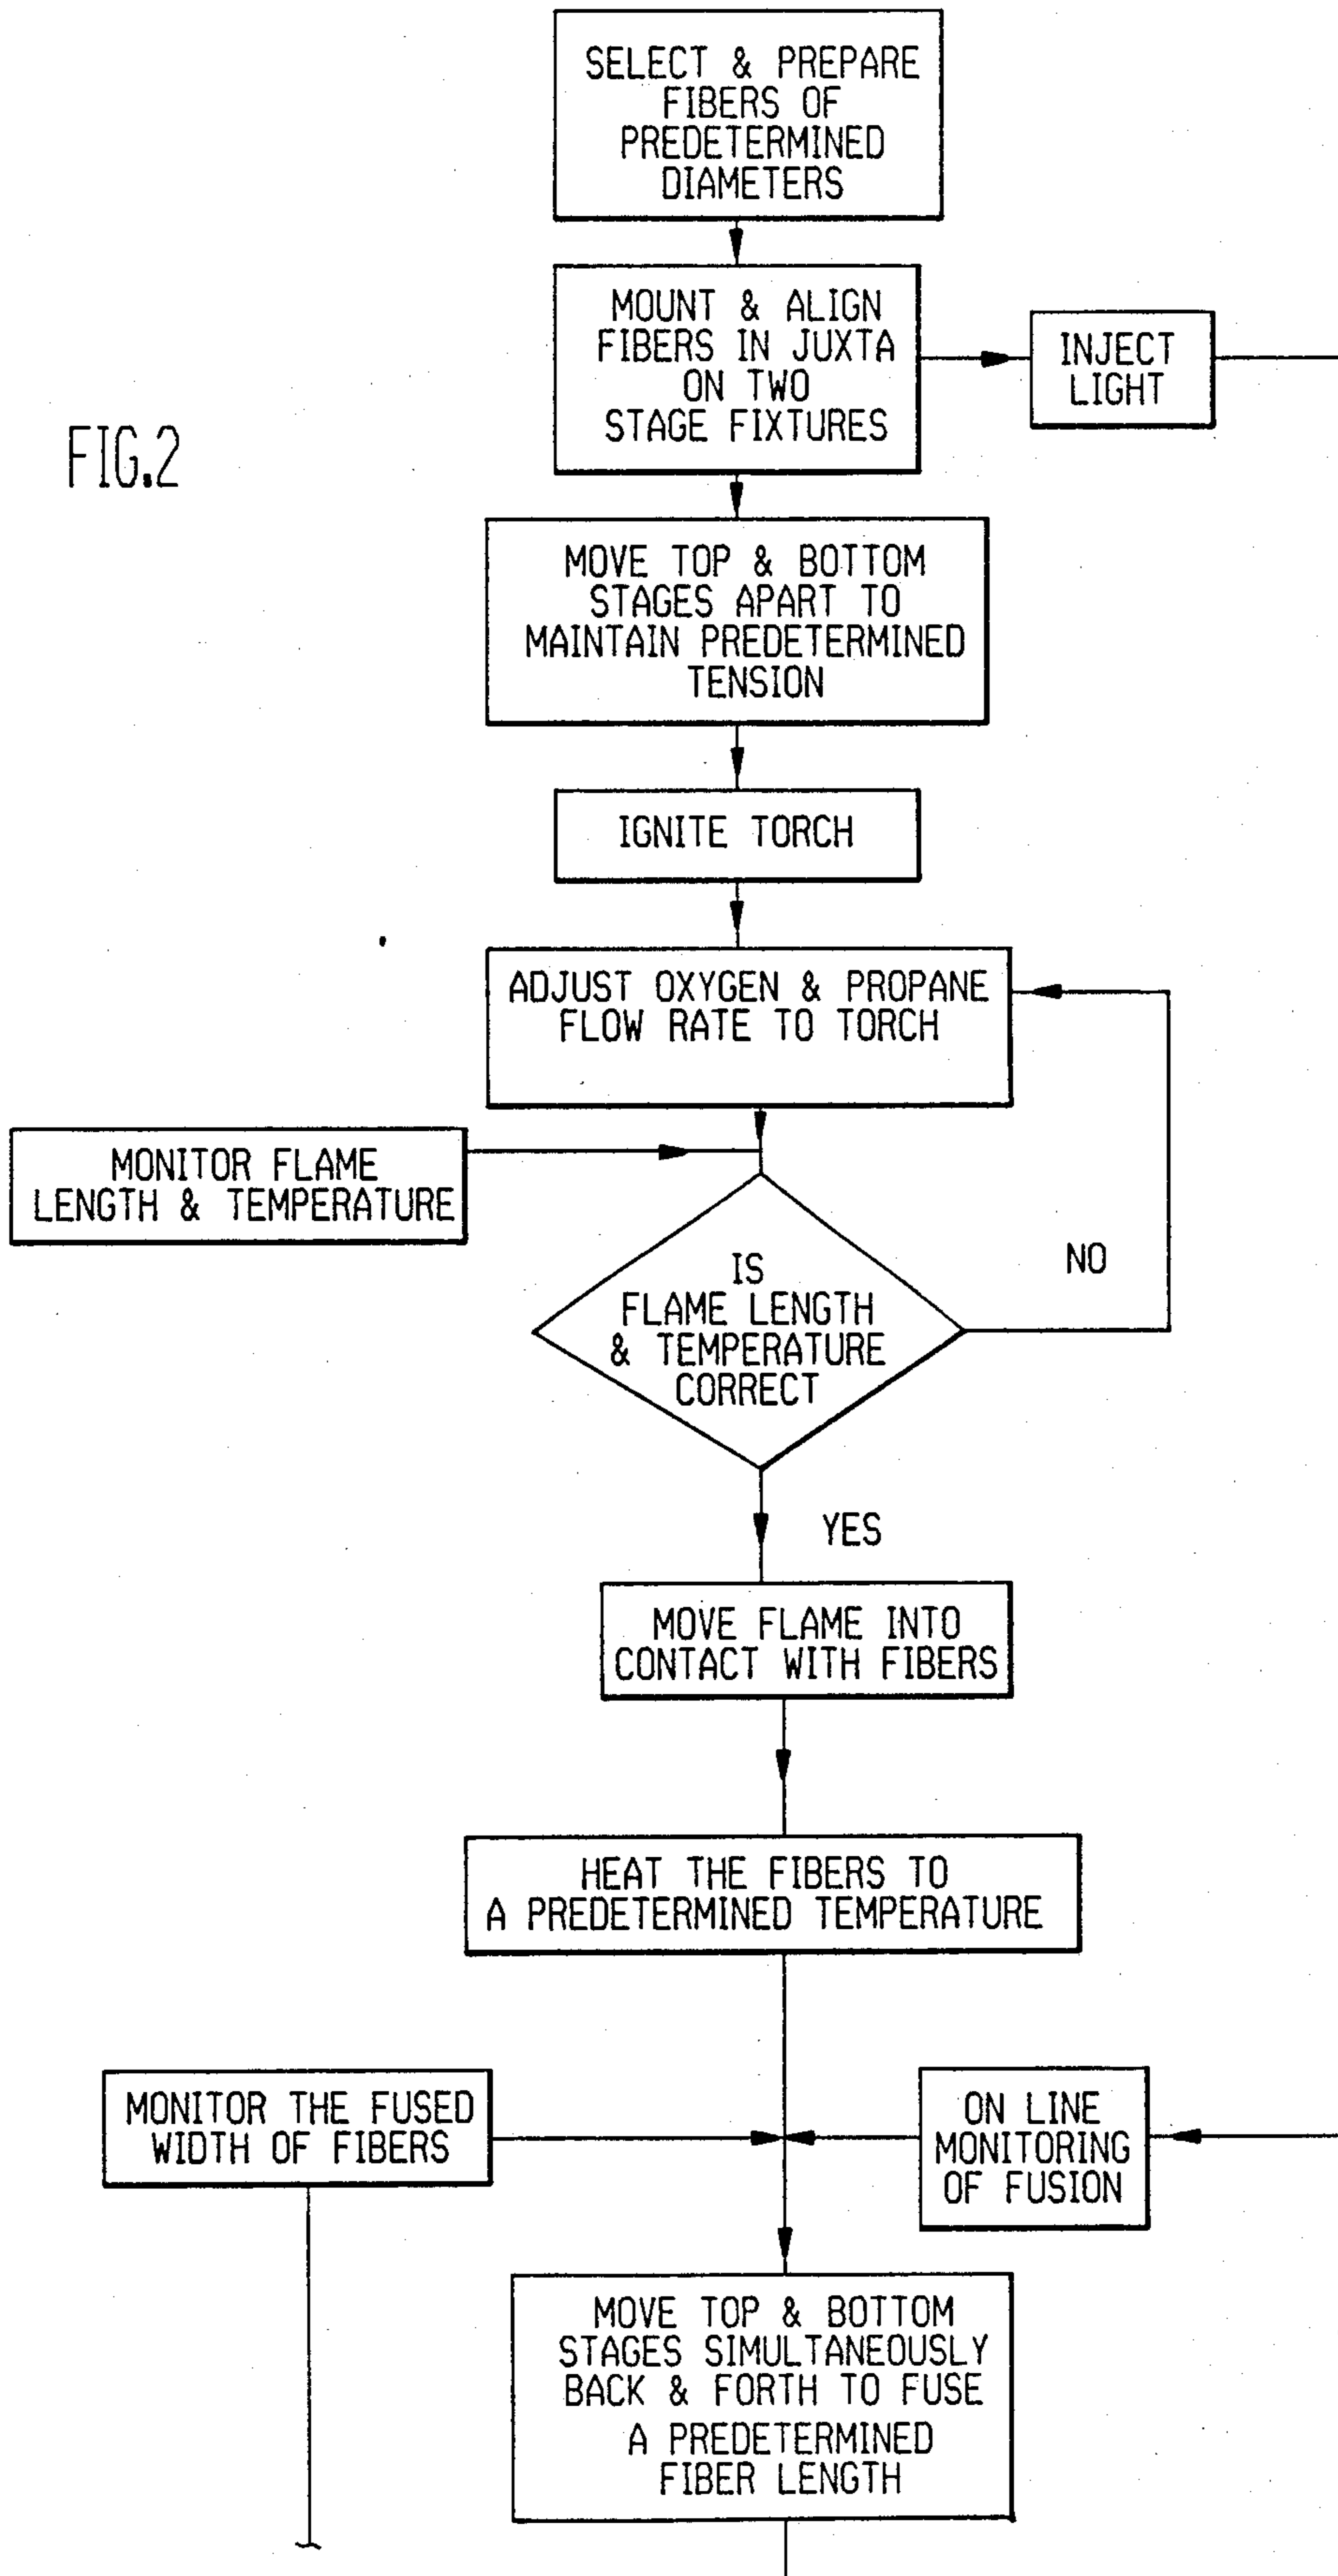 SELECT & PREPARE
FIBERS OF
PREDETERMINED
DIAMETERS
MOUNT & ALIGN
FIBERS IN JUXTA
ON TWO
STAGE FIXTURES
INJECT
LIGHT
FIG.2
MOVE TOP & BOTTOM
STAGES APART TO
MAINTAIN PREDETERMINED
TENSION
IGNITE TORCH
ADJUST OXYGEN & PROPANE
FLOW RATE TO TORCH
MONITOR FLAME
LENGTH & TEMPERATURE
IS
FLAME LENGTH
& TEMPERATURE
CORRECT
NO
YES
MOVE FLAME INTO
CONTACT WITH FIBERS
HEAT THE FIBERS TO
A PREDETERMINED TEMPERATURE
MONITOR THE FUSED
WIDTH OF FIBERS
ON LINE
MONITORING
OF FUSION
MOVE TOP & BOTTOM
STAGES SIMULTANEOUSLY
BACK & FORTH TO FUSE
A PREDETERMINED
FIBER LENGTH